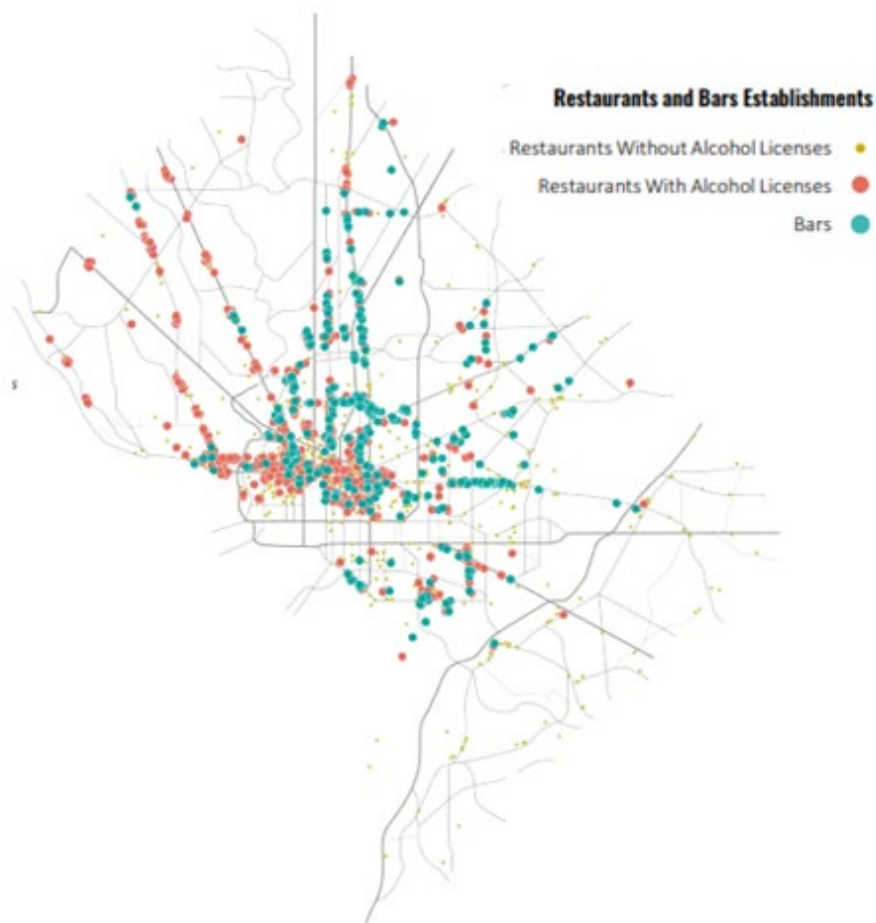 Restaurants and Bars Establishments
Restaurants Without Alcohol Licenses
Restaurants With Alcohol Licenses
Bars
s